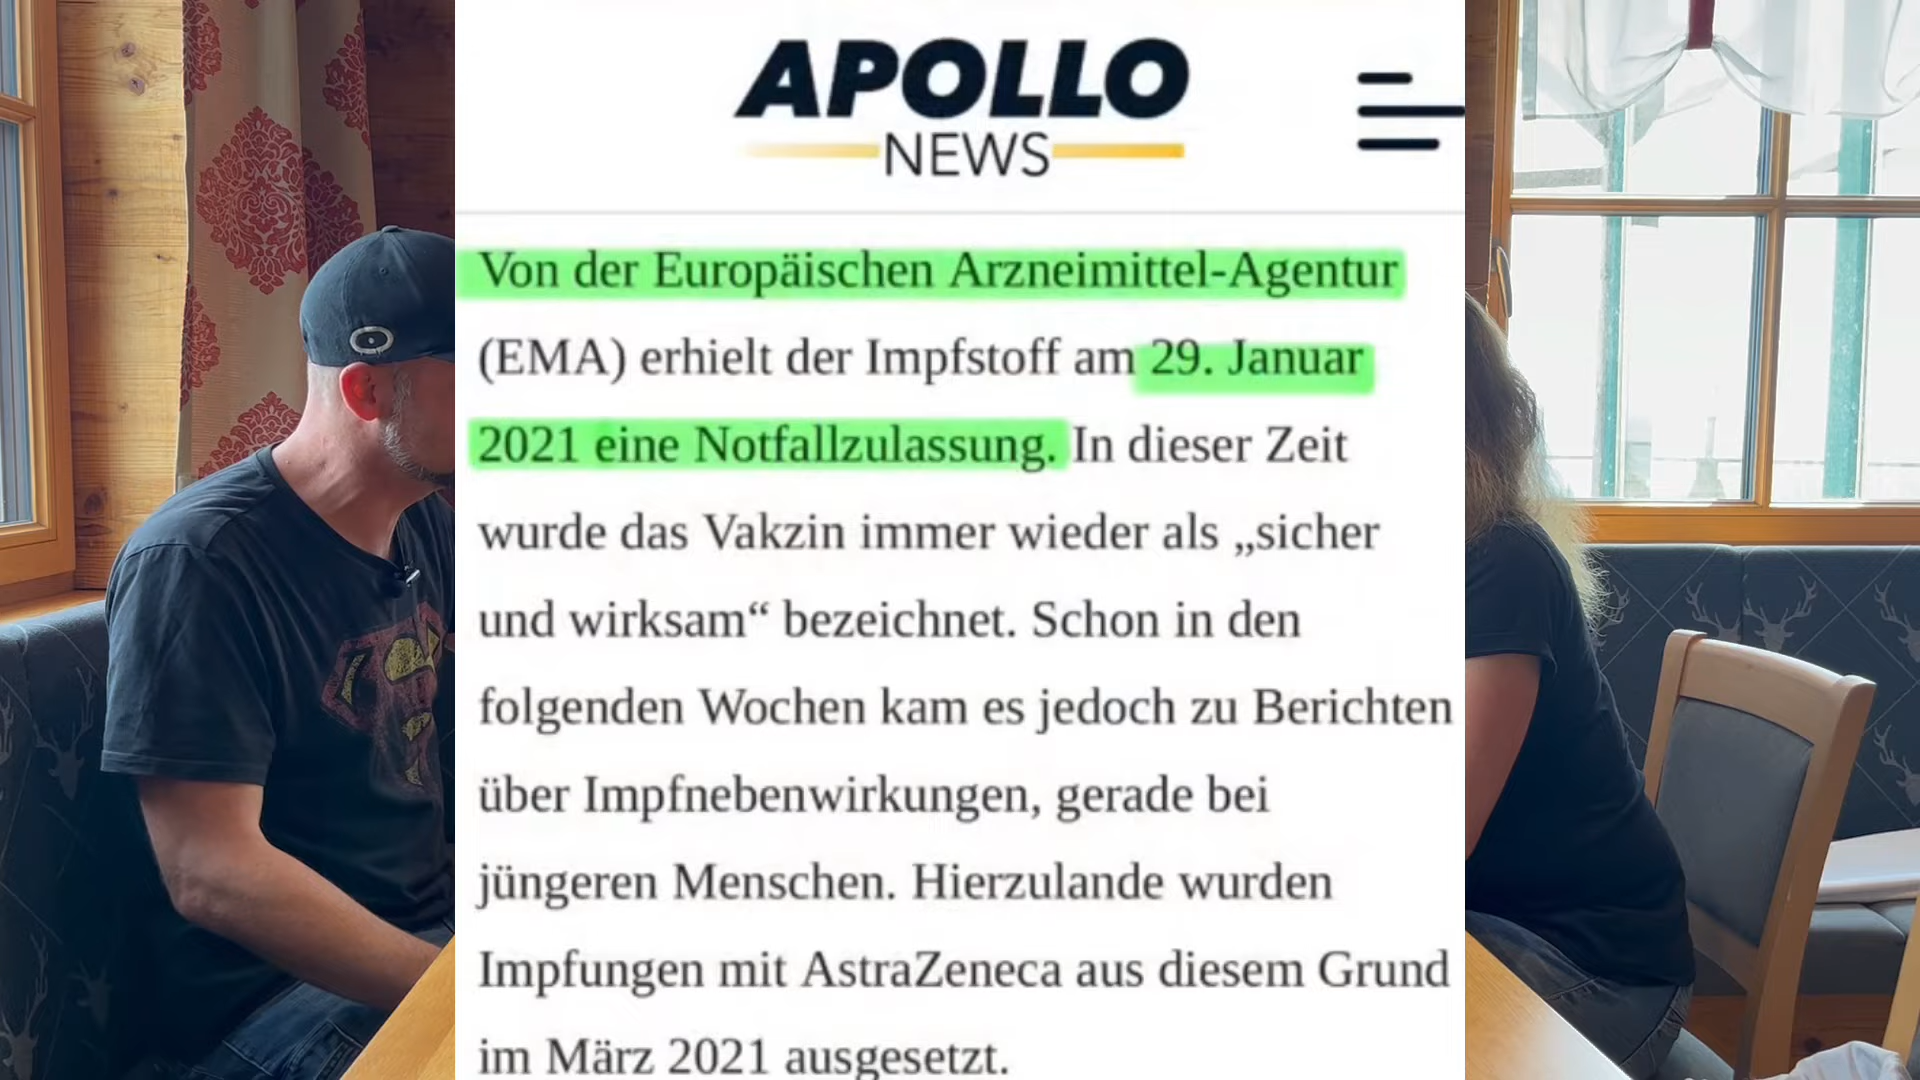 APOLLO
NEWS
Von der Europäischen Arzneimittel-Agentur
(EMA) erhielt der Impfstoff am 29. Januar
2021 eine Notfallzulassung. In dieser Zeit
wurde das Vakzin immer wieder als „sicher
und wirksam“ bezeichnet. Schon in den
folgenden Wochen kam es jedoch zu Berichten
über Impfnebenwirkungen, gerade bei
jüngeren Menschen. Hierzulande wurden
Impfungen mit AstraZeneca aus diesem Grund
im März 2021 ausgesetzt.